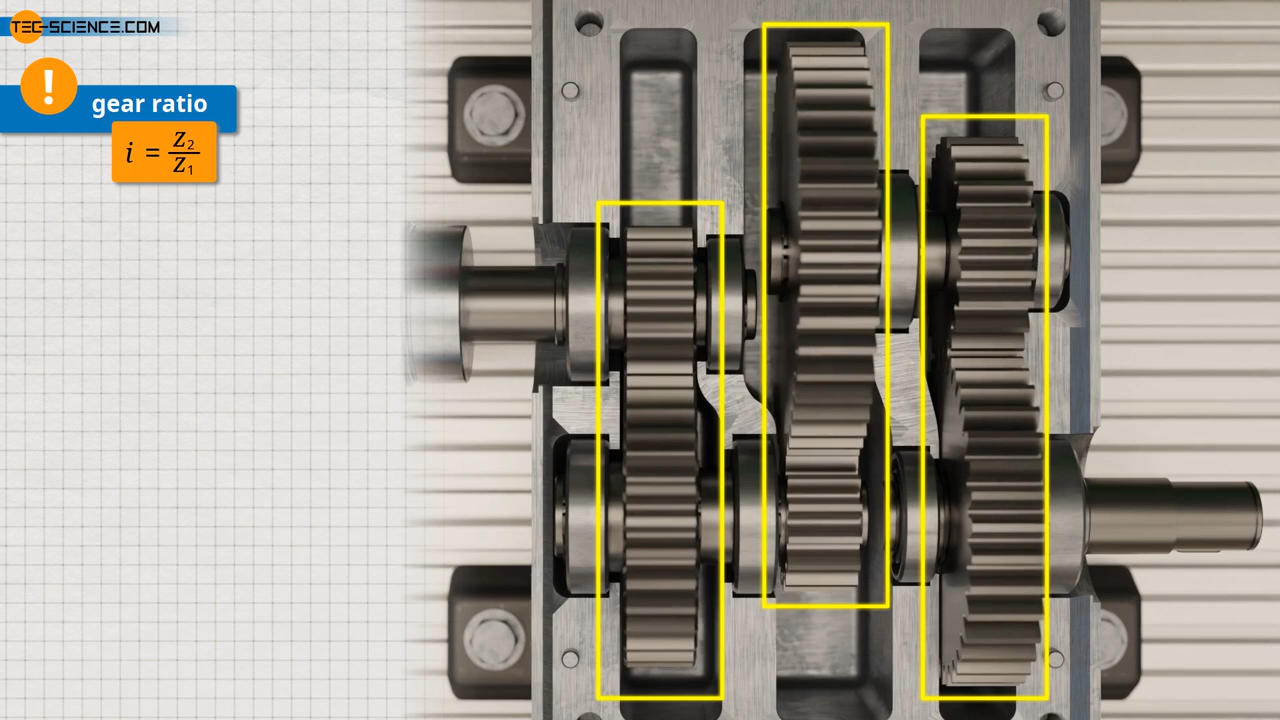 TEC-SCIENCE.COM
!
gear ratio
i = z₂/z₁